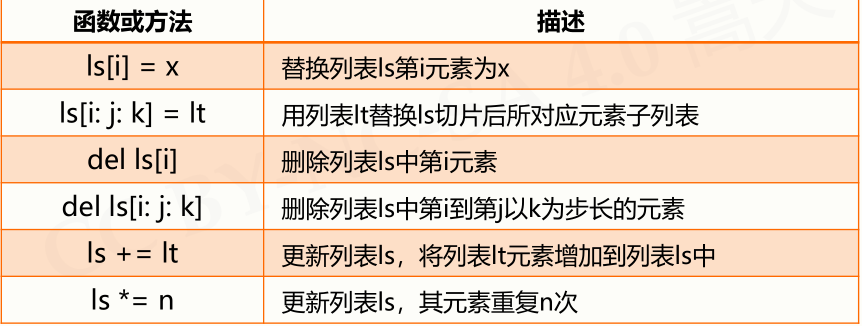 函数或方法 描述
ls[i] = x 替换列表ls第i元素为x
ls[i: j: k] = lt 用列表lt替换ls切片后所对应元素子列表
del ls[i] 删除列表ls中第i元素
del ls[i: j: k] 删除列表ls中第i到第j以k为步长的元素
ls += lt 更新列表ls，将列表lt元素增加到列表ls中
ls *= n 更新列表ls，其元素重复n次